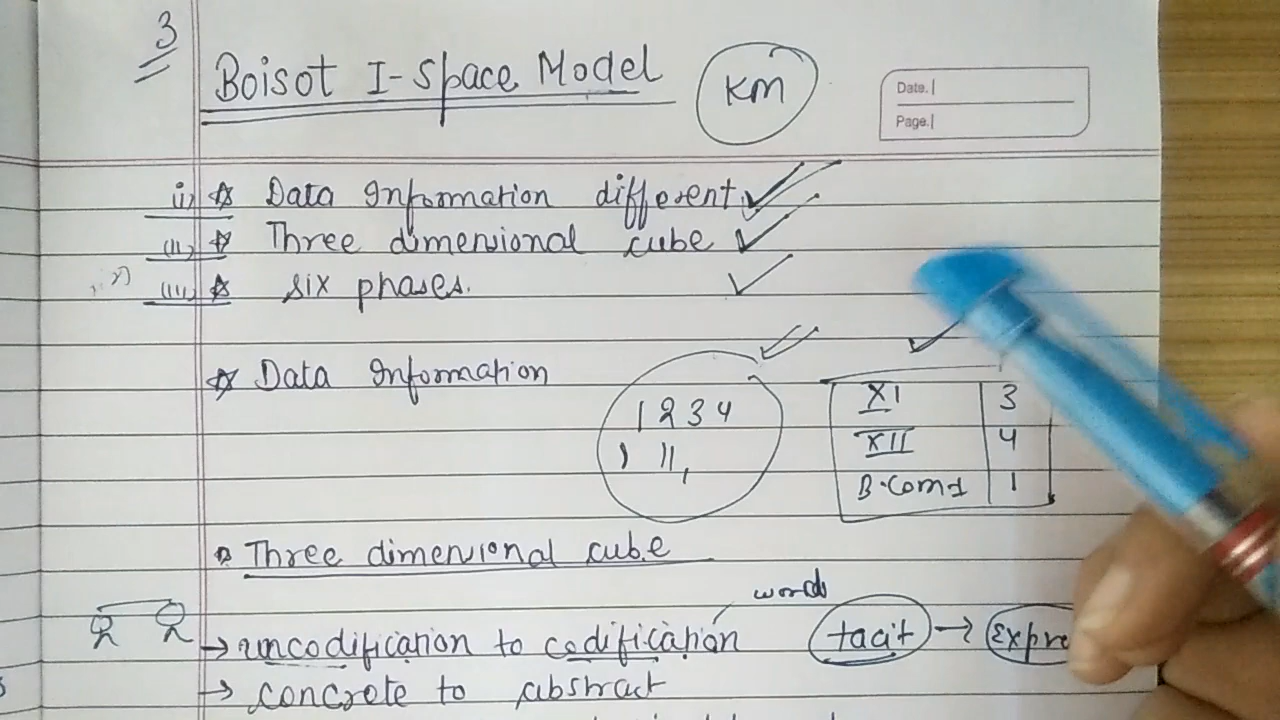 3
Boisot I-Space Model
KM
Date.
Page.
i) ☆ Data Information different
(ii) ☆ Three dimensional cube
(iii) ☆ six phases.
☆ Data Information
1 2 3 4
1 11,
XI 3
XII 4
B.Com I 1
Three dimensional cube
words
→ uncodification to codification tacit → Expre
→ concrete to abstract